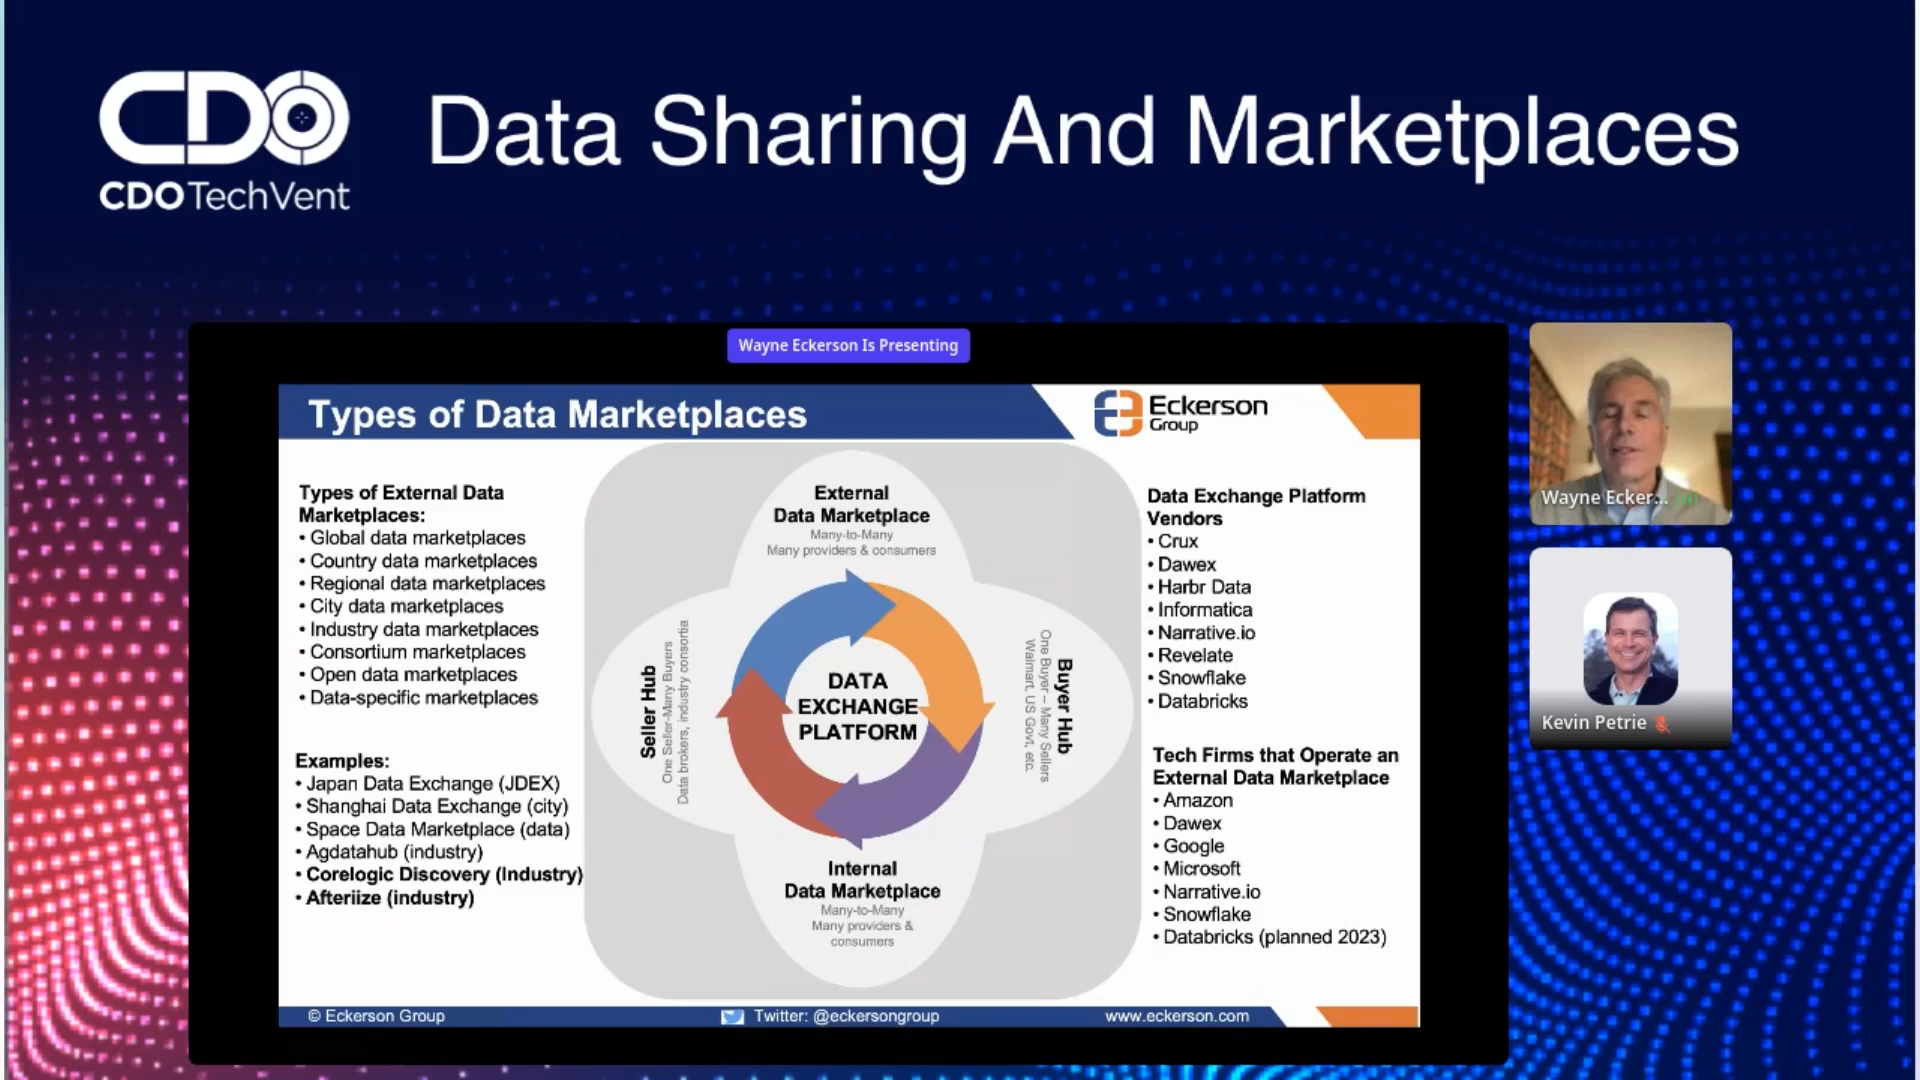 CDO
CDO TechVent
Data Sharing And Marketplaces
Wayne Eckerson Is Presenting
Types of Data Marketplaces
Eckerson
Group
Types of External Data
Marketplaces:
• Global data marketplaces
• Country data marketplaces
• Regional data marketplaces
• City data marketplaces
• Industry data marketplaces
• Consortium marketplaces
• Open data marketplaces
• Data-specific marketplaces
Examples:
• Japan Data Exchange (JDEX)
• Shanghai Data Exchange (city)
• Space Data Marketplace (data)
• Agdatahub (industry)
• Corelogic Discovery (Industry)
• Afteriize (industry)
External
Data Marketplace
Many-to-Many
Many providers & consumers
Seller Hub
One Seller-Many Buyers
Data brokers, industry consortia
DATA
EXCHANGE
PLATFORM
Buyer Hub
One Buyer – Many Sellers
Walmart, US Govt, etc.
Internal
Data Marketplace
Many-to-Many
Many providers &
consumers
Data Exchange Platform
Vendors
• Crux
• Dawex
• Harbr Data
• Informatica
• Narrative.io
• Revelate
• Snowflake
• Databricks
Tech Firms that Operate an
External Data Marketplace
• Amazon
• Dawex
• Google
• Microsoft
• Narrative.io
• Snowflake
• Databricks (planned 2023)
© Eckerson Group
Twitter: @eckersongroup
www.eckerson.com
Wayne Ecker...
Kevin Petrie